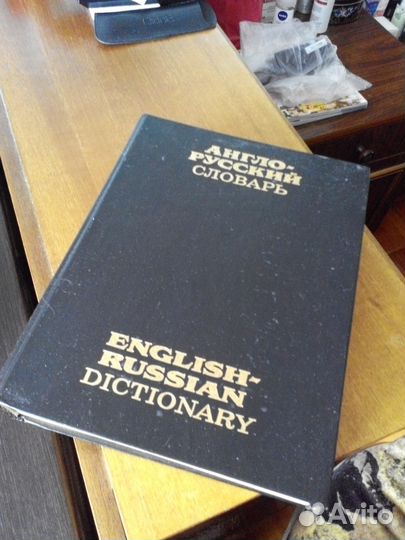 АНГЛО-
РУССКИЙ
СЛОВАРЬ
ENGLISH-
RUSSIAN
DICTIONARY
Avito